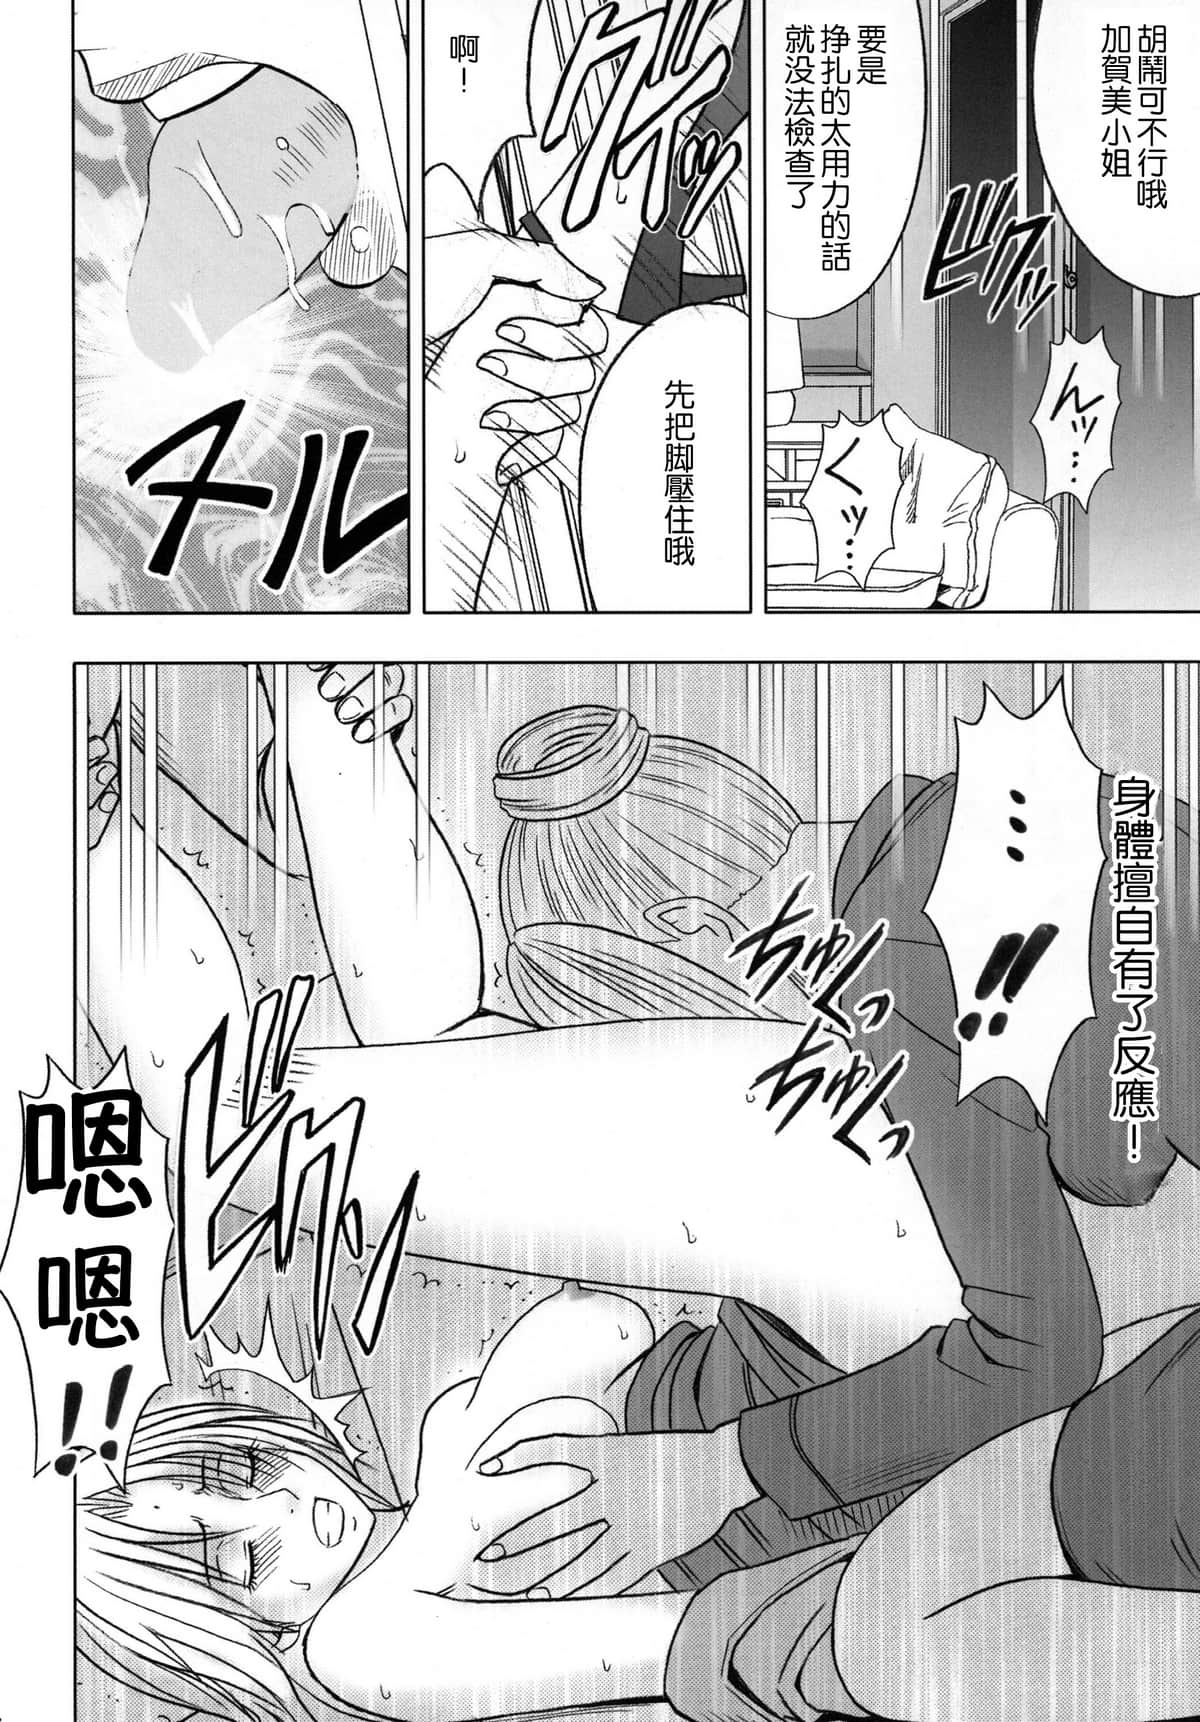 胡鬧可不行哦
加賀美小姐
ビクッ
んッ…
くッ…
要是
挣扎的太用力的話
就没法檢查了
グイッ
啊！
先把脚壓住哦
ヌル
身體擅自有了反應！
……!!
ちゅくっ
ちゅくっ
ビクッ
嗯
嗯
!!